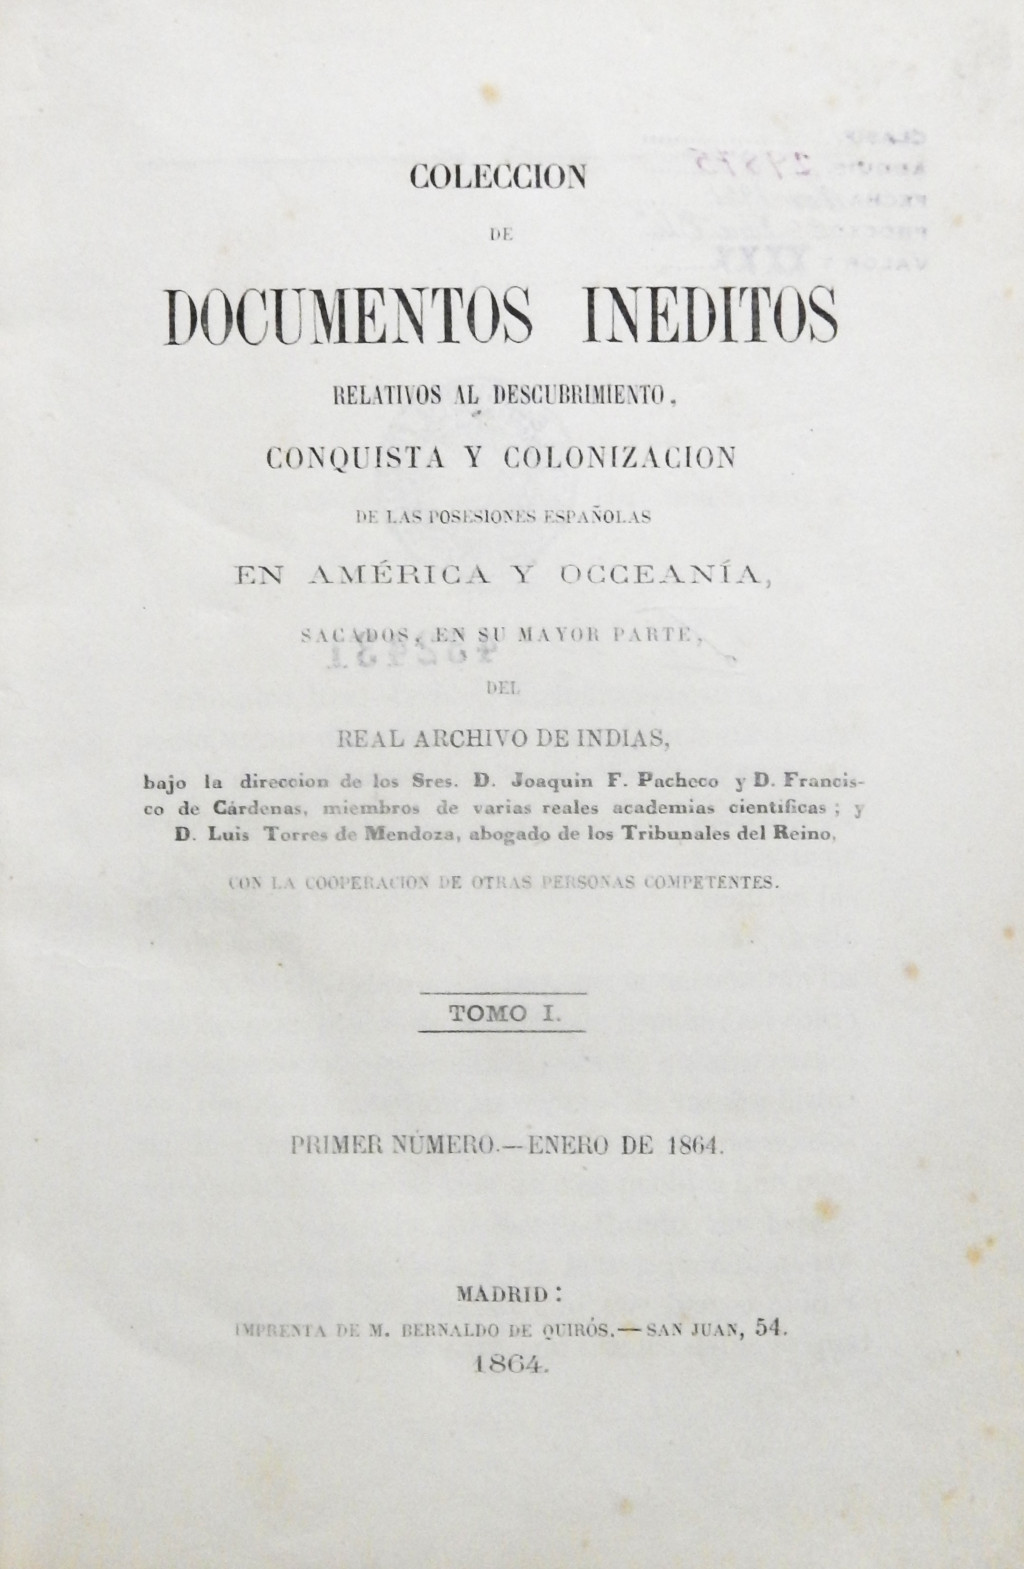 COLECCION
DE
DOCUMENTOS INEDITOS
RELATIVOS AL DESCUBRIMIENTO,
CONQUISTA Y COLONIZACION
DE LAS POSESIONES ESPAÑOLAS
EN AMÉRICA Y OCCEANÍA,
SACADOS, EN SU MAYOR PARTE,
DEL
REAL ARCHIVO DE INDIAS,
bajo la direccion de los Sres. D. Joaquin F. Pacheco y D. Francis-
co de Cárdenas, miembros de varias reales academias científicas; y
D. Luis Torres de Mendoza, abogado de los Tribunales del Reino,
CON LA COOPERACION DE OTRAS PERSONAS COMPETENTES.
TOMO I.
PRIMER NÚMERO.—ENERO DE 1864.
MADRID:
IMPRENTA DE M. BERNALDO DE QUIRÓS.—SAN JUAN, 54.
1864.